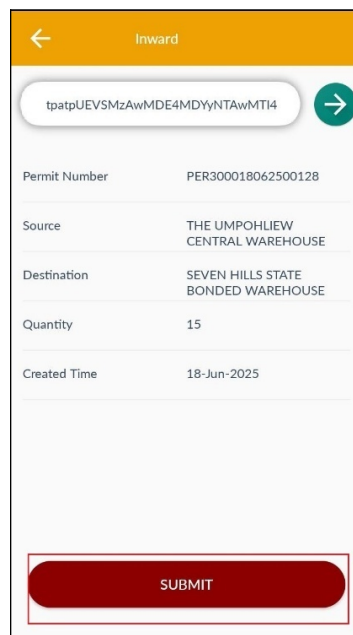 Inward
tpatpUEVSMzAwMDE4MDYyNTAwMTI4
Permit Number PER300018062500128
Source THE UMPOHLIEW
CENTRAL WAREHOUSE
Destination SEVEN HILLS STATE
BONDED WAREHOUSE
Quantity 15
Created Time 18-Jun-2025
SUBMIT